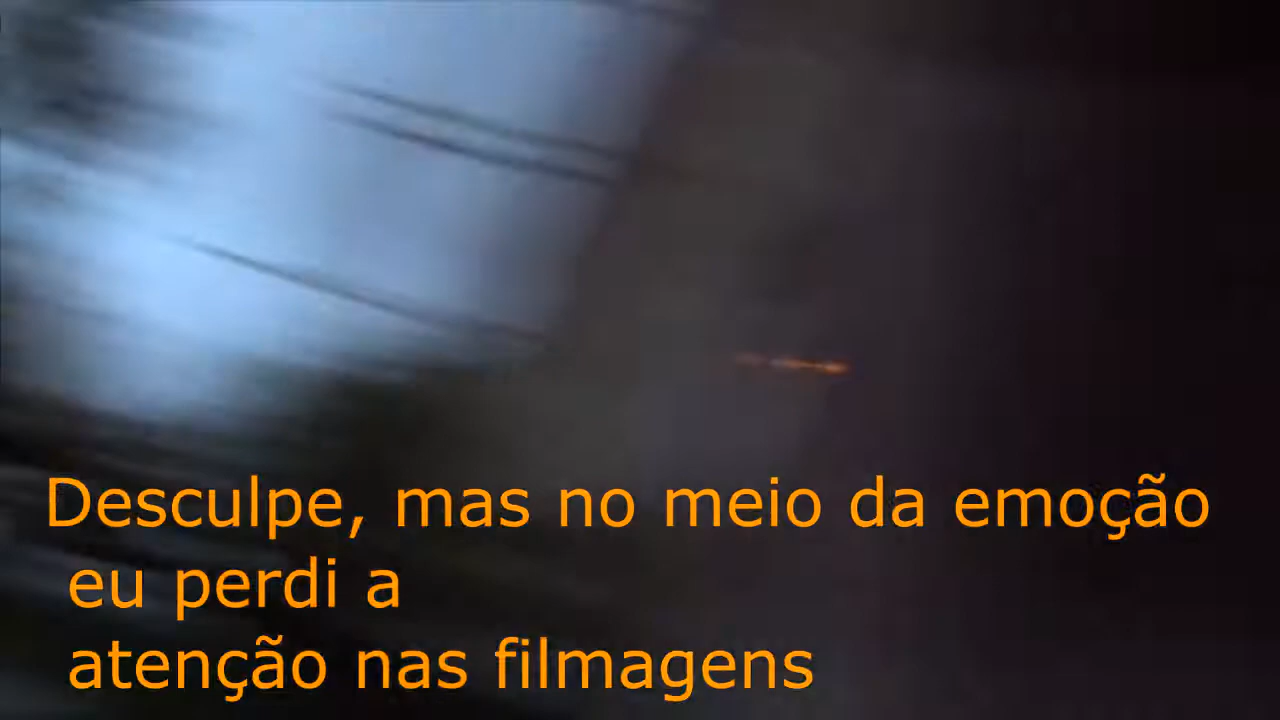 Desculpe, mas no meio da emoção
eu perdi a
atenção nas filmagens